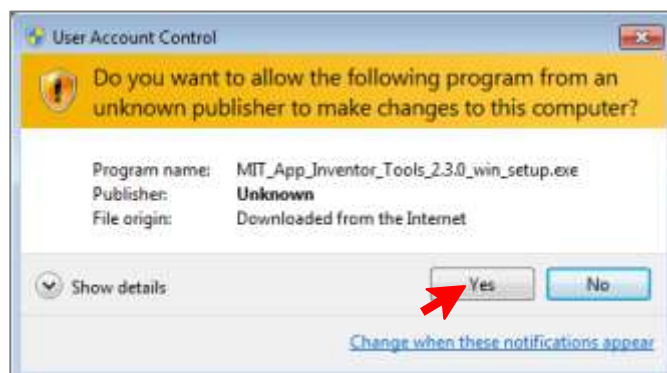 User Account Control
Do you want to allow the following program from an
unknown publisher to make changes to this computer?
Program name: MIT_App_Inventor_Tools_2.3.0_win_setup.exe
Publisher: Unknown
File origin: Downloaded from the Internet
Show details Yes No
Change when these notifications appear